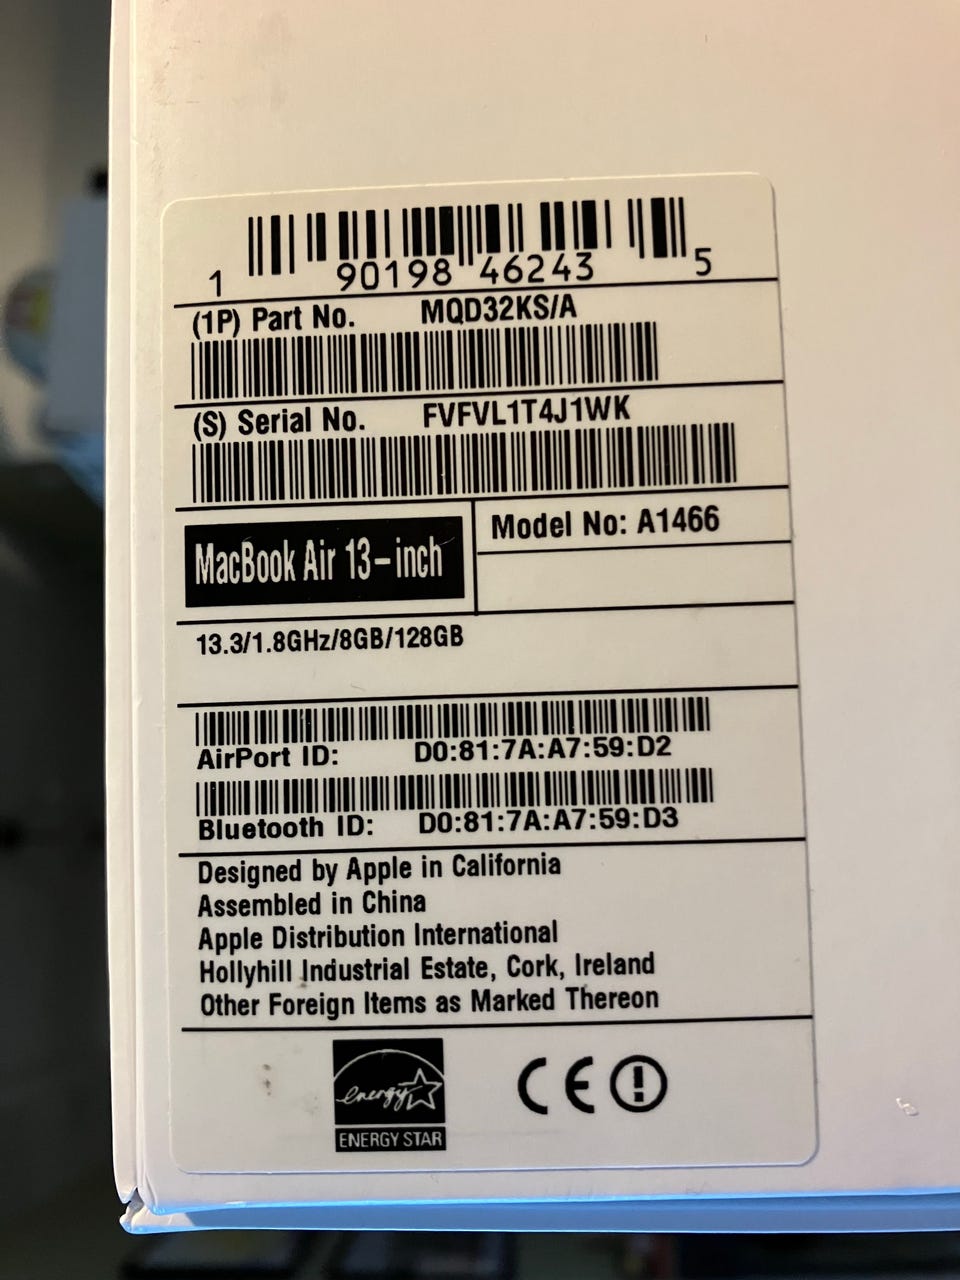 1 90198 46243 5
(1P) Part No. MQD32KS/A
(S) Serial No. FVFVL1T4J1WK
MacBook Air 13-inch
Model No: A1466
13.3/1.8GHz/8GB/128GB
AirPort ID: D0:81:7A:A7:59:D2
Bluetooth ID: D0:81:7A:A7:59:D3
Designed by Apple in California
Assembled in China
Apple Distribution International
Hollyhill Industrial Estate, Cork, Ireland
Other Foreign Items as Marked Thereon
energy
ENERGY STAR
CE